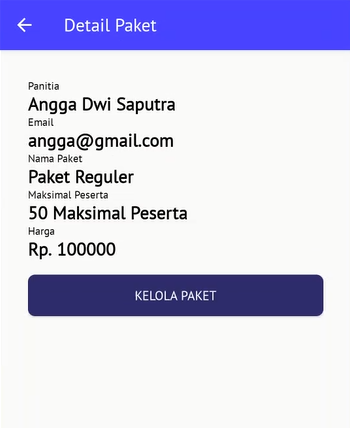 Detail Paket
Panitia
Angga Dwi Saputra
Email
angga@gmail.com
Nama Paket
Paket Reguler
Maksimal Peserta
50 Maksimal Peserta
Harga
Rp. 100000
KELOLA PAKET